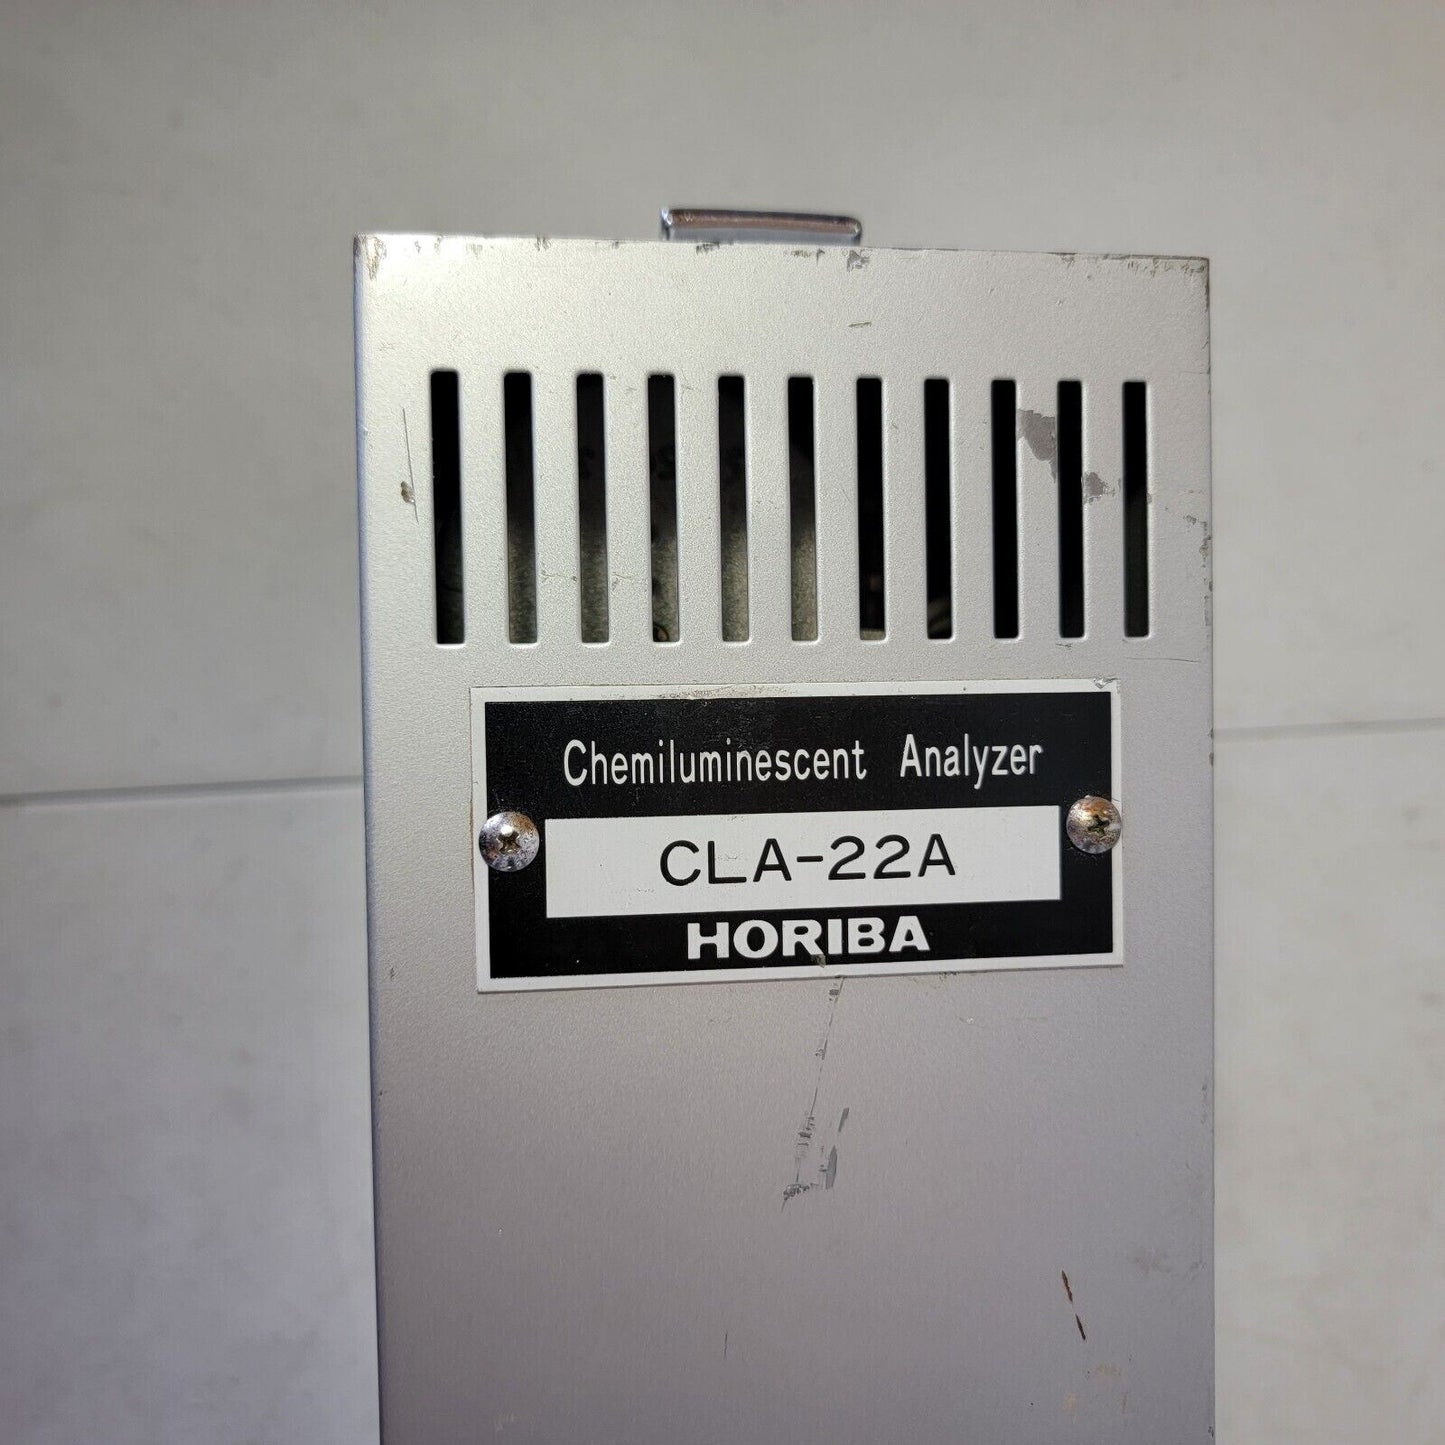 Chemiluminescent Analyzer
CLA-22A
HORIBA